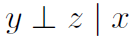 y ⊥ z | x